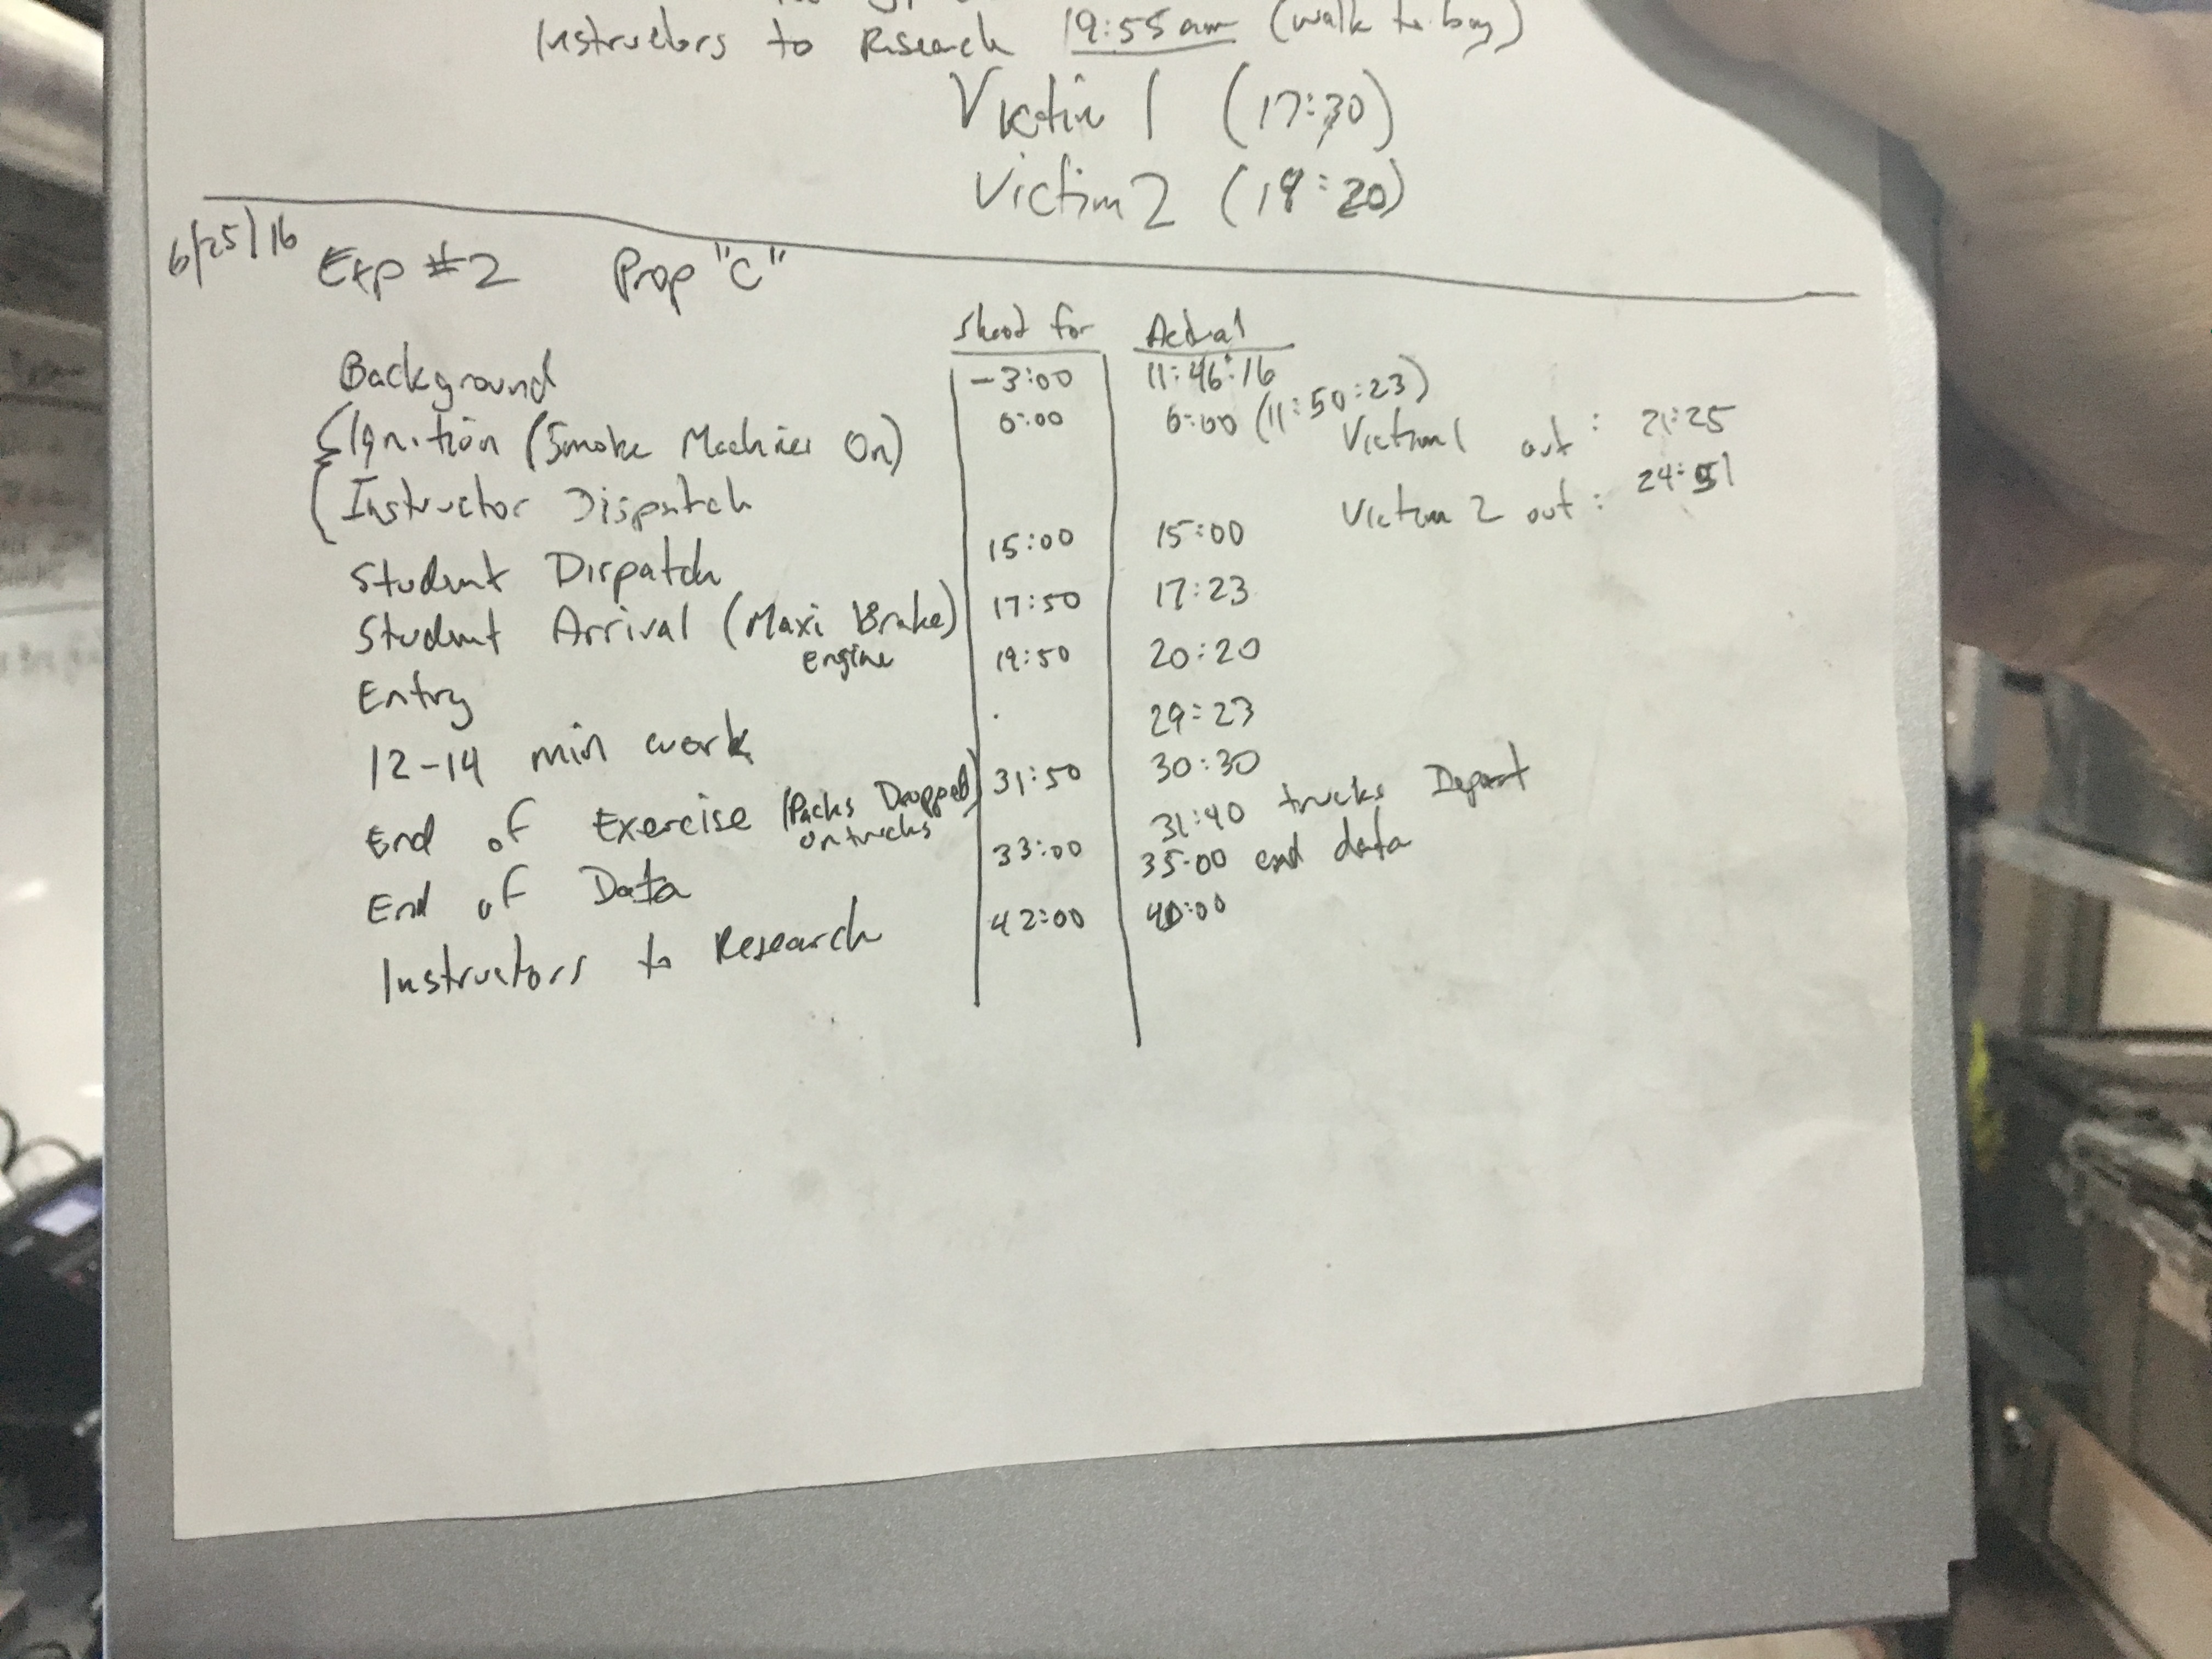 Instructors to Research 9:55am (walk to bay)
Victim 1 (17:30)
Victim 2 (18:20)
6/25/16 Exp #2 Prop "C"
Shoot for Actual
Background -3:00 11:46:16
Ignition (Smoke Machines On) 0:00 0:00 (11:50:23) Victim 1 out : 21:25
Instructor Dispatch Victim 2 out : 24:51
Student Dispatch 15:00 15:00
Student Arrival (Maxi Brake) 17:50 17:23
engine
Entry 19:50 20:20
12-14 min work . 29:23
End of Exercise (Packs Dropped) 31:50 30:30
on trucks
31:40 trucks Depart
End of Data 33:00 35:00 end data
Instructors to Research 42:00 40:00